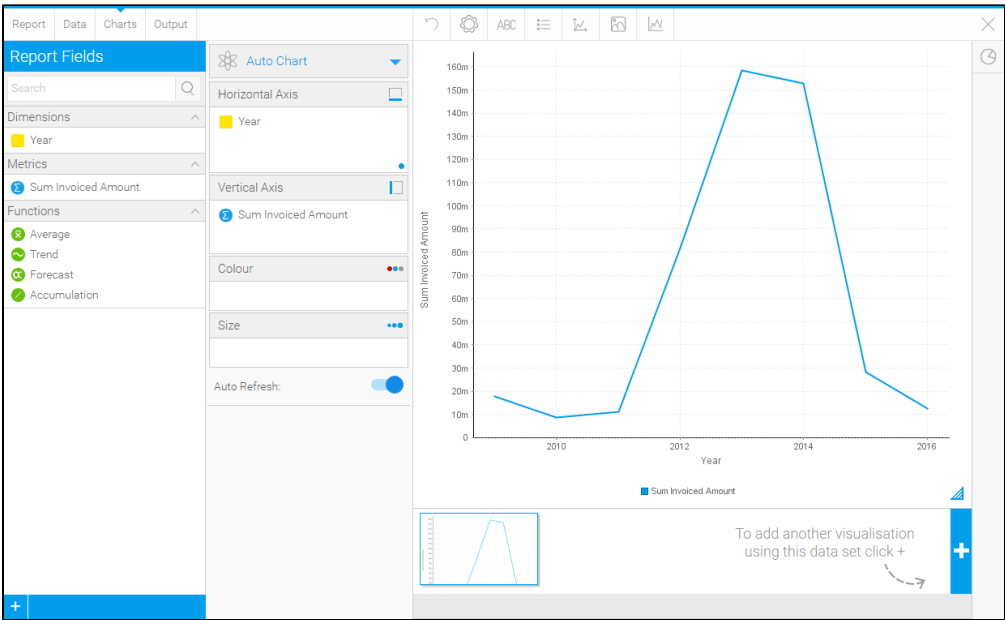 Report Data Charts Output
ABC
Report Fields
Search
Dimensions
Year
Metrics
Sum Invoiced Amount
Functions
Average
Trend
Forecast
Accumulation
Auto Chart
Horizontal Axis
Year
Vertical Axis
Sum Invoiced Amount
Colour
Size
Auto Refresh:
160m
150m
140m
130m
120m
110m
100m
90m
80m
70m
60m
50m
40m
30m
20m
10m
0
Sum Invoiced Amount
2010 2012 2014 2016
Year
Sum Invoiced Amount
To add another visualisation
using this data set click +